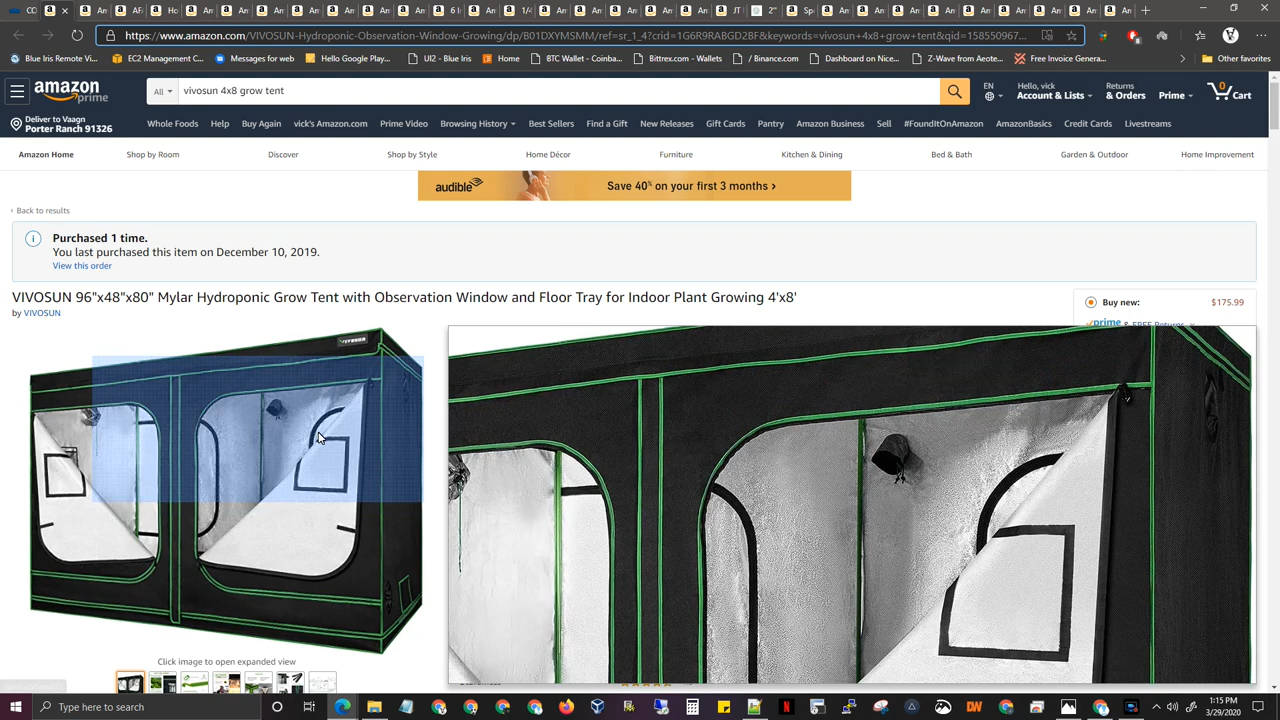 https://www.amazon.com/VIVOSUN-Hydroponic-Observation-Window-Growing/dp/B01DXYMSMM/ref=sr_1_4?crid=1G6R9RABGD2BF&keywords=vivosun+4x8+grow+tent&qid=158550967...
Blue Iris Remote Vi... EC2 Management C... Messages for web Hello Google Play... UI2 - Blue Iris Home BTC Wallet - Coinba... Bittrex.com - Bittre... / Binance.com Dashboard on Novice... Z-Wave from Aeote... Free Invoice Genera... Other favorites
amazon prime All vivosun 4x8 grow tent EN Hello, vick Account & Lists Returns & Orders Prime 0 Cart
Deliver to Vaagn
Porter Ranch 91326
Whole Foods Help Buy Again vick's Amazon.com Prime Video Browsing History Best Sellers Find a Gift New Releases Gift Cards Pantry Amazon Business Sell #FoundItOnAmazon AmazonBasics Credit Cards Livestreams
Amazon Home Shop by Room Discover Shop by Style Home Décor Furniture Kitchen & Dining Bed & Bath Garden & Outdoor Home Improvement
audible Save 40% on your first 3 months ›
‹ Back to results
Purchased 1 time.
You last purchased this item on December 10, 2019.
View this order
VIVOSUN 96"x48"x80" Mylar Hydroponic Grow Tent with Observation Window and Floor Tray for Indoor Plant Growing 4'x8'
by VIVOSUN
Buy new: $175.99
prime & FREE Returns
VIVOSUN
Click image to open expanded view
Type here to search
1:15 PM
3/29/2020